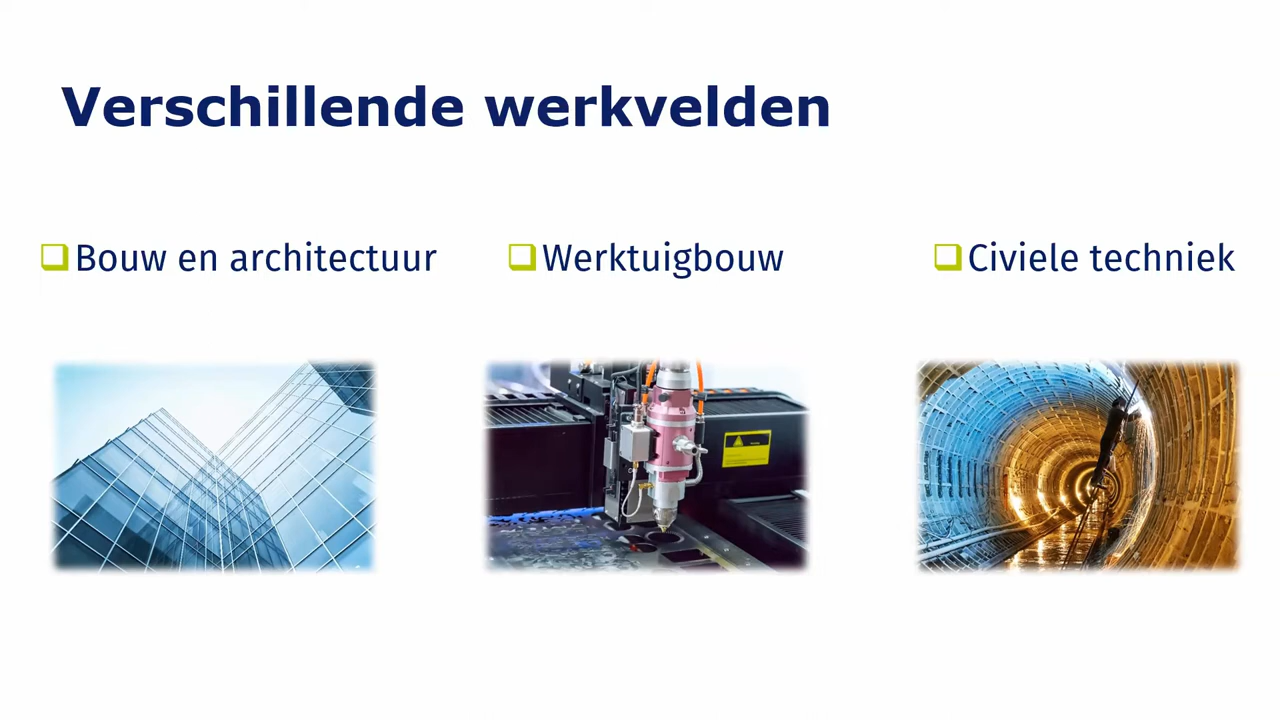 Verschillende werkvelden
Bouw en architectuur
Werktuigbouw
Civiele techniek